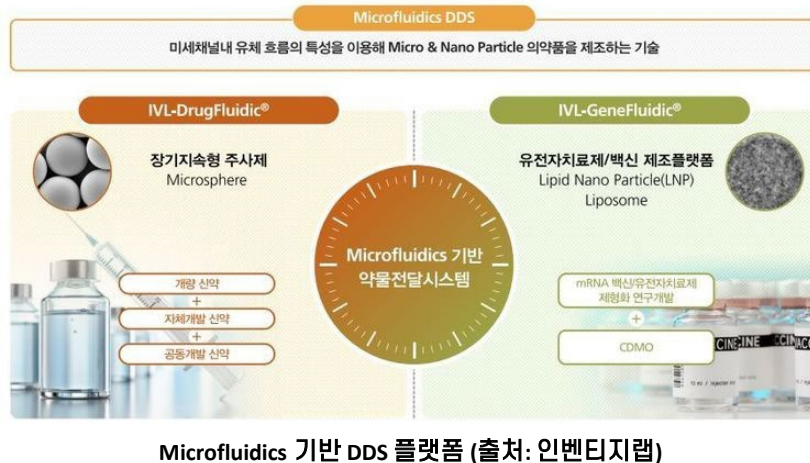 Microfluidics DDS
미세채널내 유체 흐름의 특성을 이용해 Micro & Nano Particle 의약품을 제조하는 기술
IVL-DrugFluidic®
장기지속형 주사제
Microsphere
개량 신약
+
자체개발 신약
+
공동개발 신약
Microfluidics 기반
약물전달시스템
IVL-GeneFluidic®
유전자치료제/백신 제조플랫폼
Lipid Nano Particle(LNP)
Liposome
mRNA 백신/유전자치료제
제형화 연구개발
+
CDMO
Microfluidics 기반 DDS 플랫폼 (출처: 인벤티지랩)